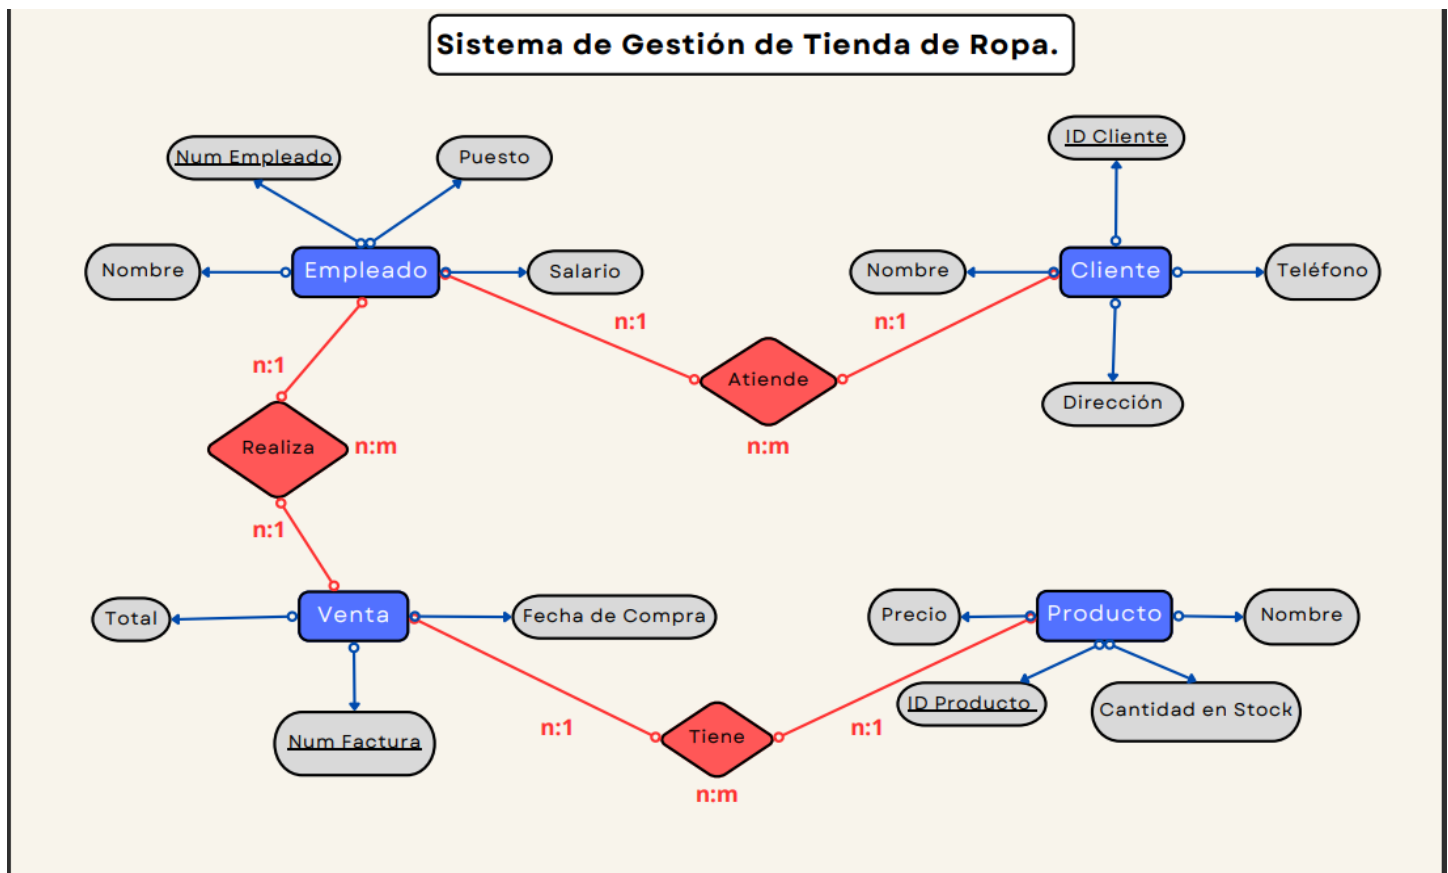 Sistema de Gestión de Tienda de Ropa.
Num Empleado
Puesto
ID Cliente
Nombre
Empleado
Salario
Nombre
Cliente
Teléfono
n:1
n:1
n:1
Atiende
Dirección
Realiza
n:m
n:m
n:1
Total
Venta
Fecha de Compra
Precio
Producto
Nombre
ID Producto
Cantidad en Stock
Num Factura
n:1
Tiene
n:1
n:m